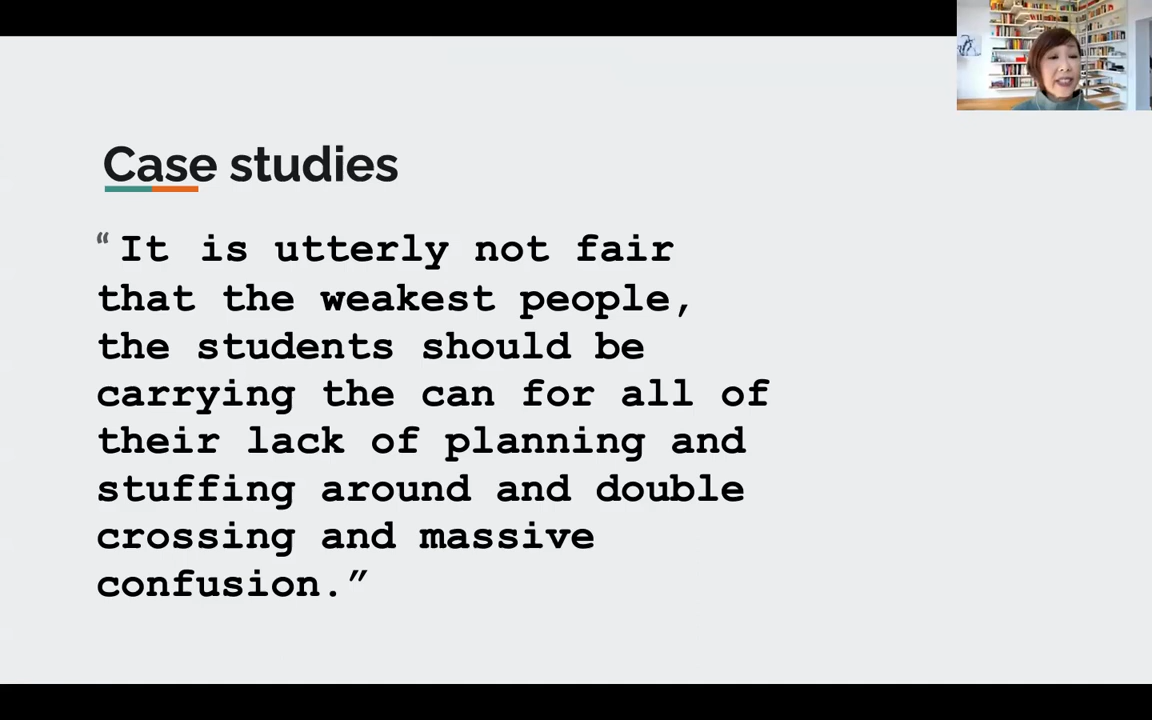 Case studies
“It is utterly not fair
that the weakest people,
the students should be
carrying the can for all of
their lack of planning and
stuffing around and double
crossing and massive
confusion.”